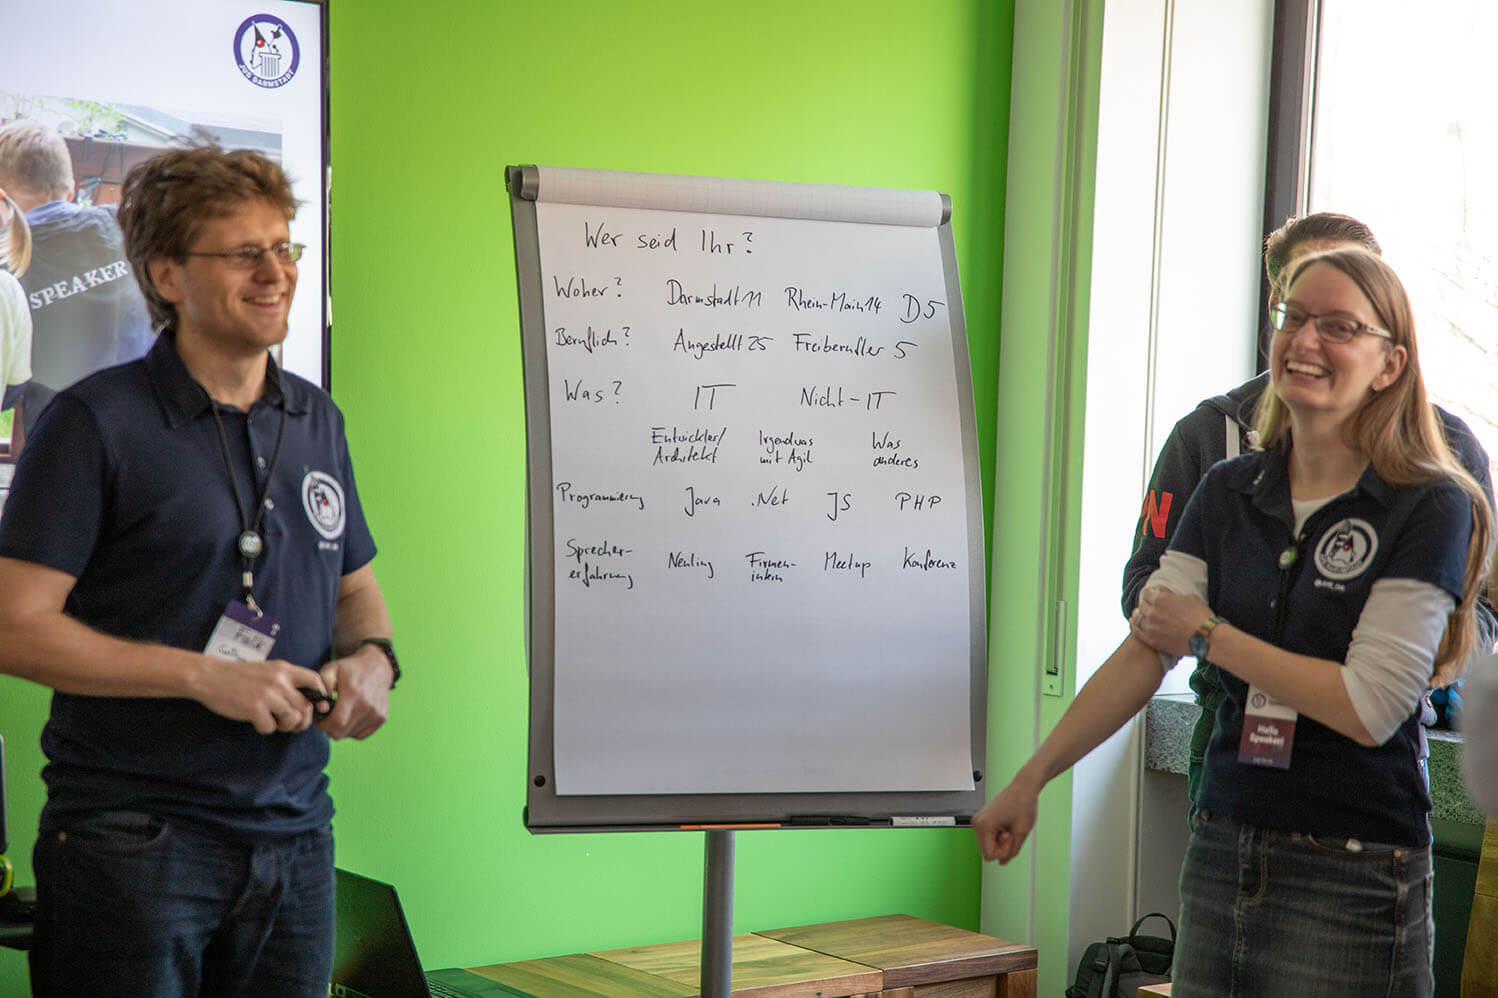 JUG DARMSTADT
SPEAKER
Wer seid Ihr?
Woher? Darmstadt 11 Rhein-Main 14 D 5
Beruflich? Angestellt 25 Freiberufler 5
Was? IT Nicht-IT
Entwickler/ Irgendwas Was
Architekt mit Agil anderes
Programmierung Java .Net JS PHP
Sprecher- Neuling Firmen- Meetup Konferenz
erfahrung intern
Falk
Hallo
Speaker!